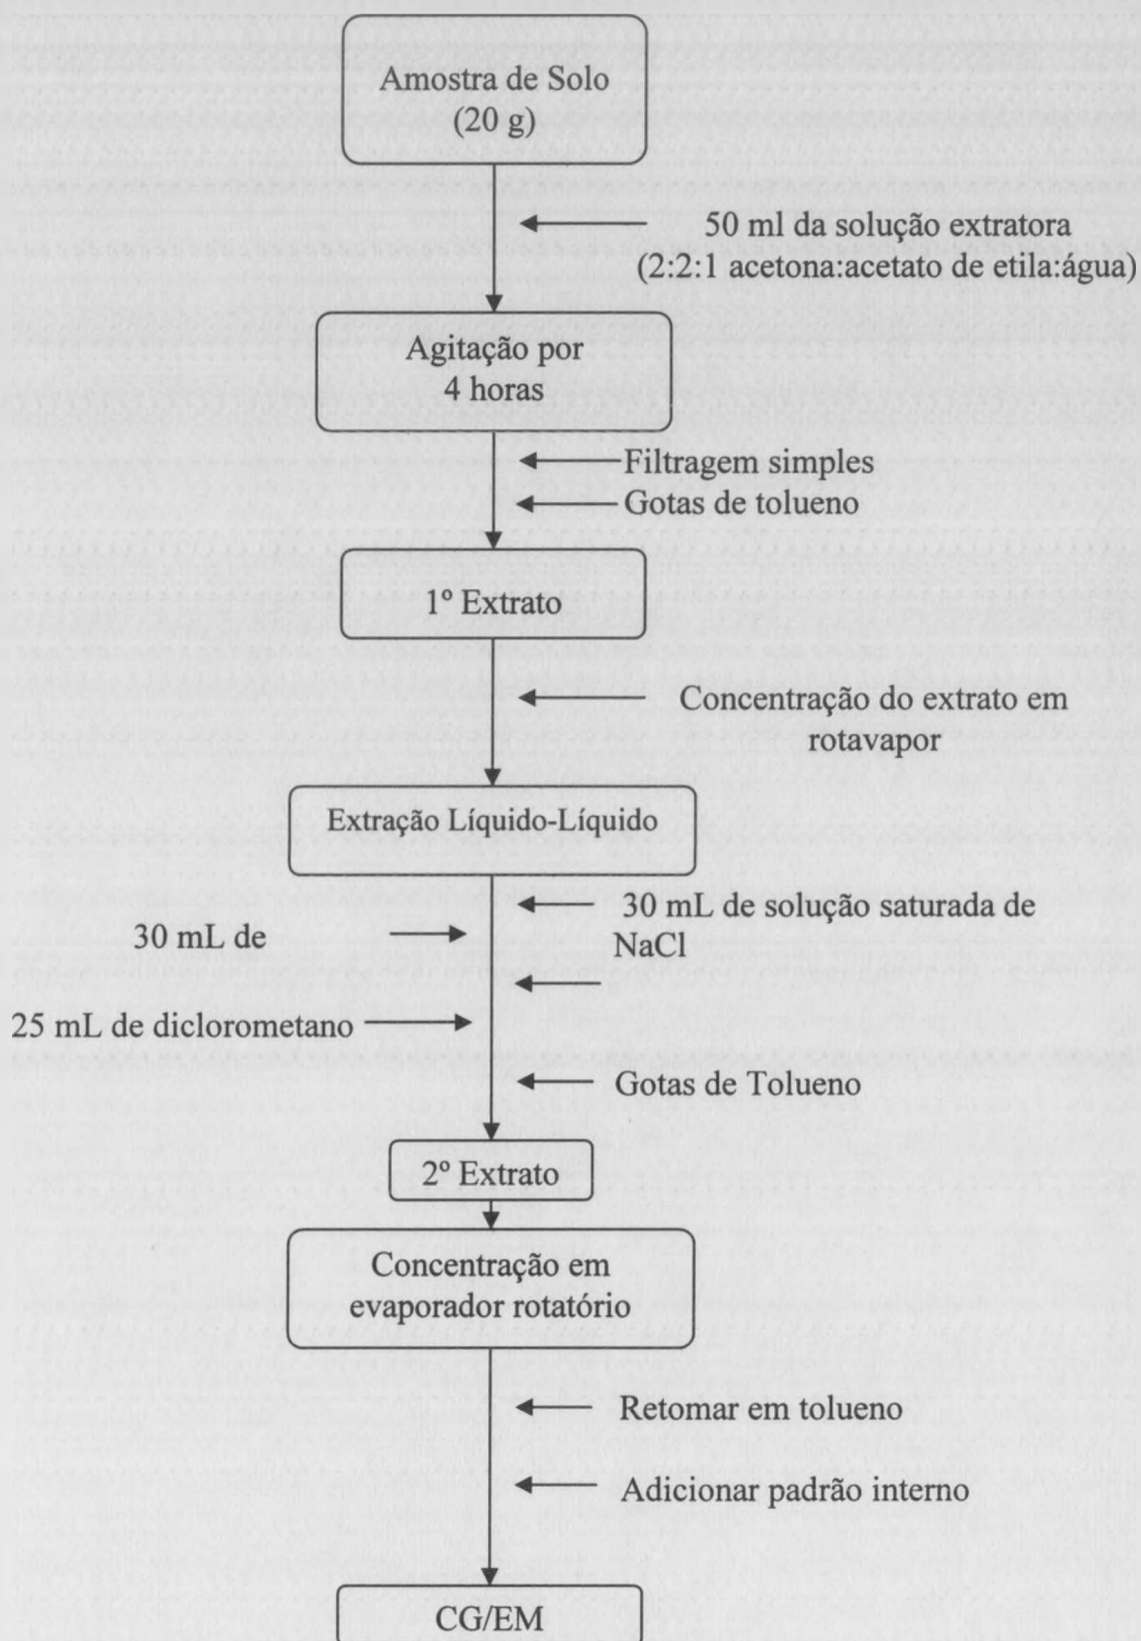 Amostra de Solo
(20 g)
50 ml da solução extratora
(2:2:1 acetona:acetato de etila:água)
Agitação por
4 horas
Filtragem simples
Gotas de tolueno
1º Extrato
Concentração do extrato em
rotavapor
Extração Líquido-Líquido
30 mL de solução saturada de
NaCl
30 mL de
25 mL de diclorometano
Gotas de Tolueno
2º Extrato
Concentração em
evaporador rotatório
Retomar em tolueno
Adicionar padrão interno
CG/EM